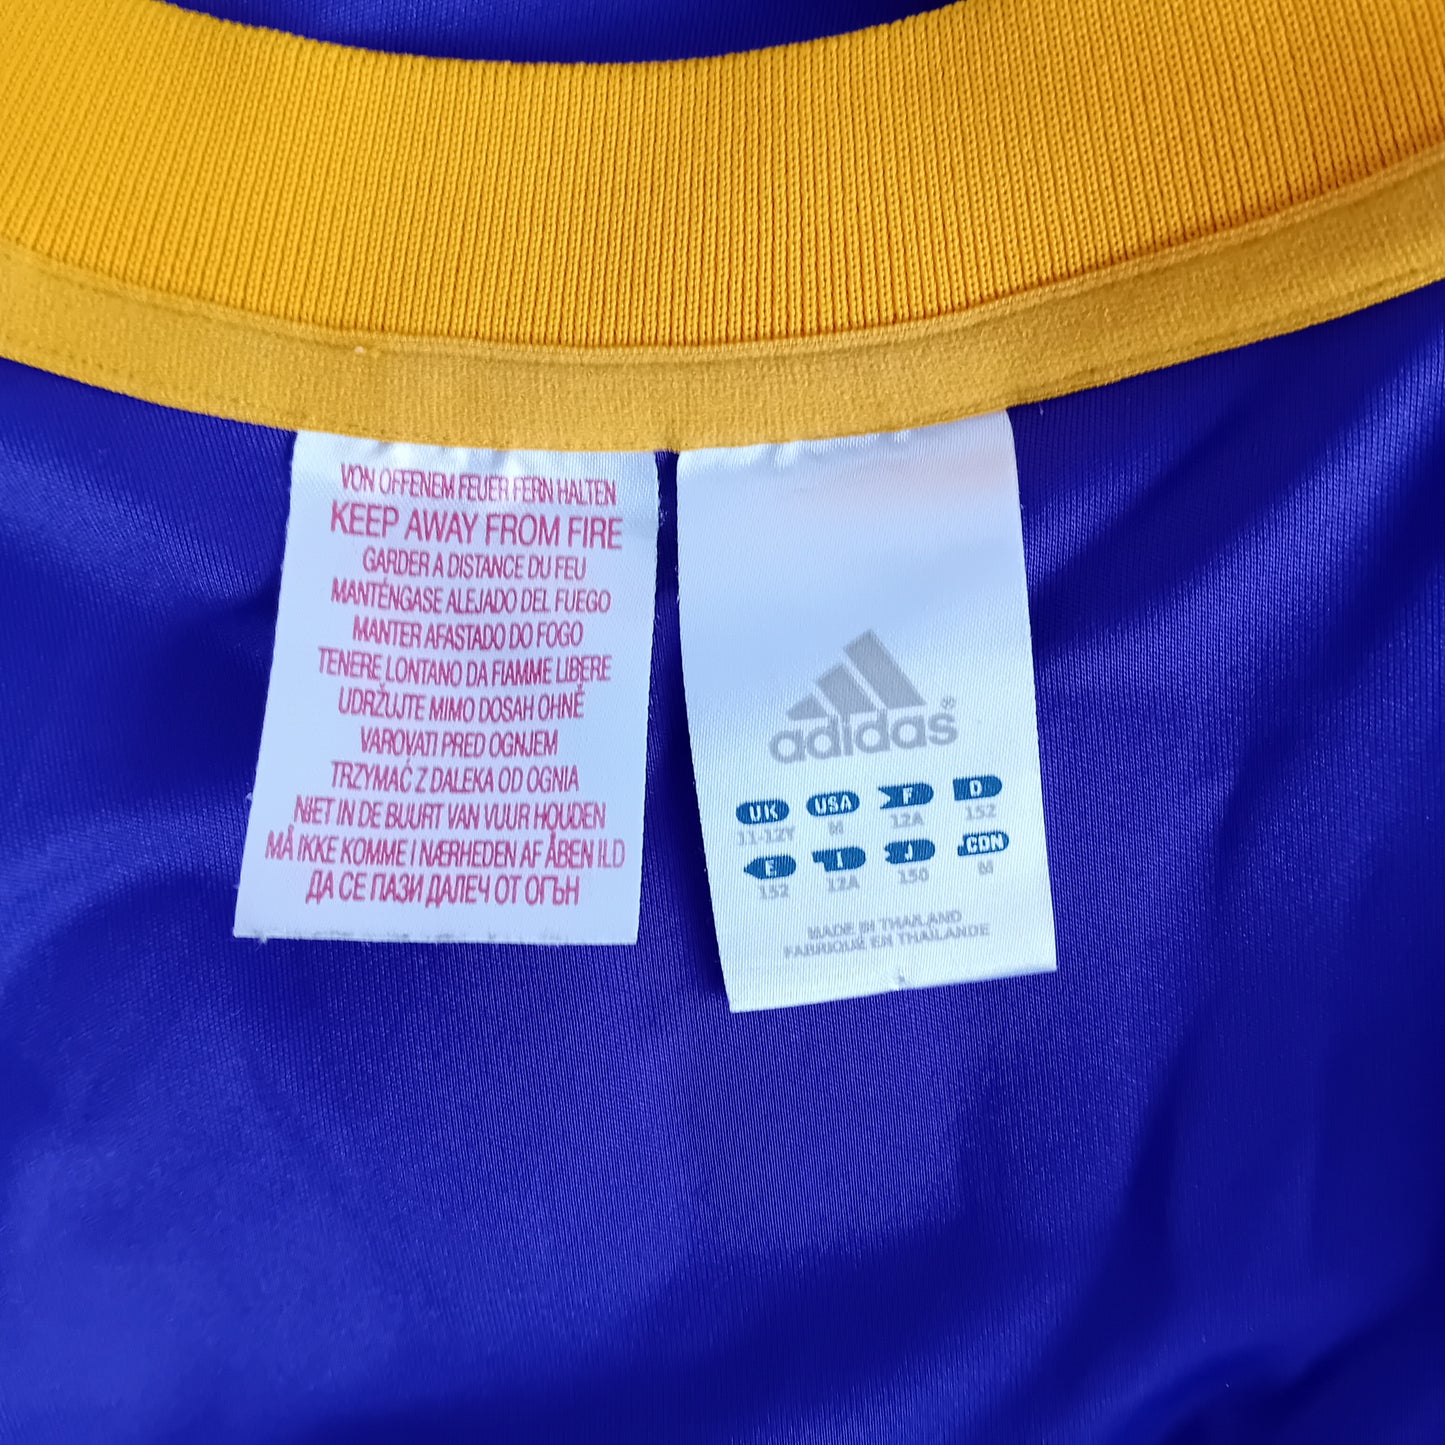 VON OFFENEM FEUER FERN HALTEN
KEEP AWAY FROM FIRE
GARDER A DISTANCE DU FEU
MANTÉNGASE ALEJADO DEL FUEGO
MANTER AFASTADO DO FOGO
TENERE LONTANO DA FIAMME LIBERE
UDRŽUJTE MIMO DOSAH OHNĚ
VAROVATI PRED OGNJEM
TRZYMAĆ Z DALEKA OD OGNIA
NIET IN DE BUURT VAN VUUR HOUDEN
MÅ IKKE KOMME I NÆRHEDEN AF ÅBEN ILD
ДА СЕ ПАЗИ ДАЛЕЧ ОТ ОГЪН
adidas®
UK USA F D
11-12Y M 12A 152
E I J CDN
152 12A 150 M
MADE IN THAILAND
FABRIQUÉ EN THAILANDE